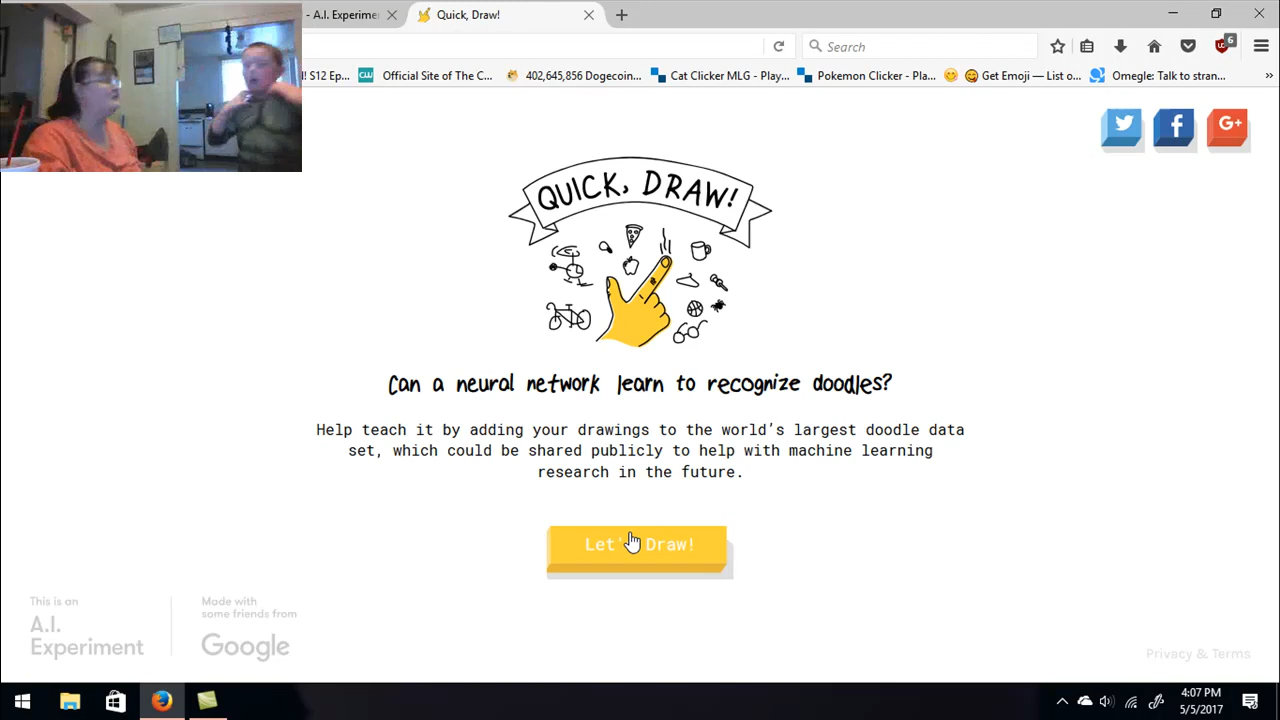 - A.I. Experimer
Quick, Draw!
Search
6
! S12 Ep...
CW
Official Site of The C...
402,645,856 Dogecoin...
Cat Clicker MLG - Play...
Pokemon Clicker - Pla...
Get Emoji — List o...
Omegle: Talk to stran...
G+
QUICK, DRAW!
Can a neural network learn to recognize doodles?
Help teach it by adding your drawings to the world's largest doodle data
set, which could be shared publicly to help with machine learning
research in the future.
Let's Draw!
This is an
A.I.
Experiment
Made with
some friends from
Google
Privacy & Terms
4:07 PM
5/5/2017